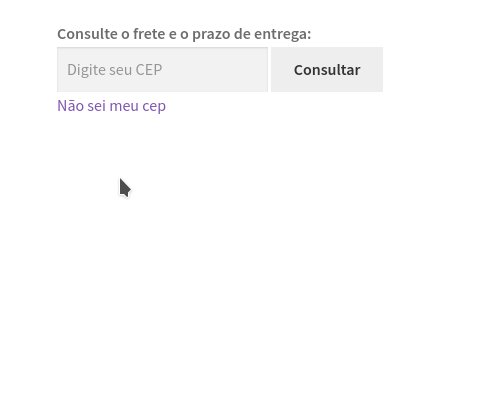 Consulte o frete e o prazo de entrega:
Digite seu CEP
Consultar
Não sei meu cep